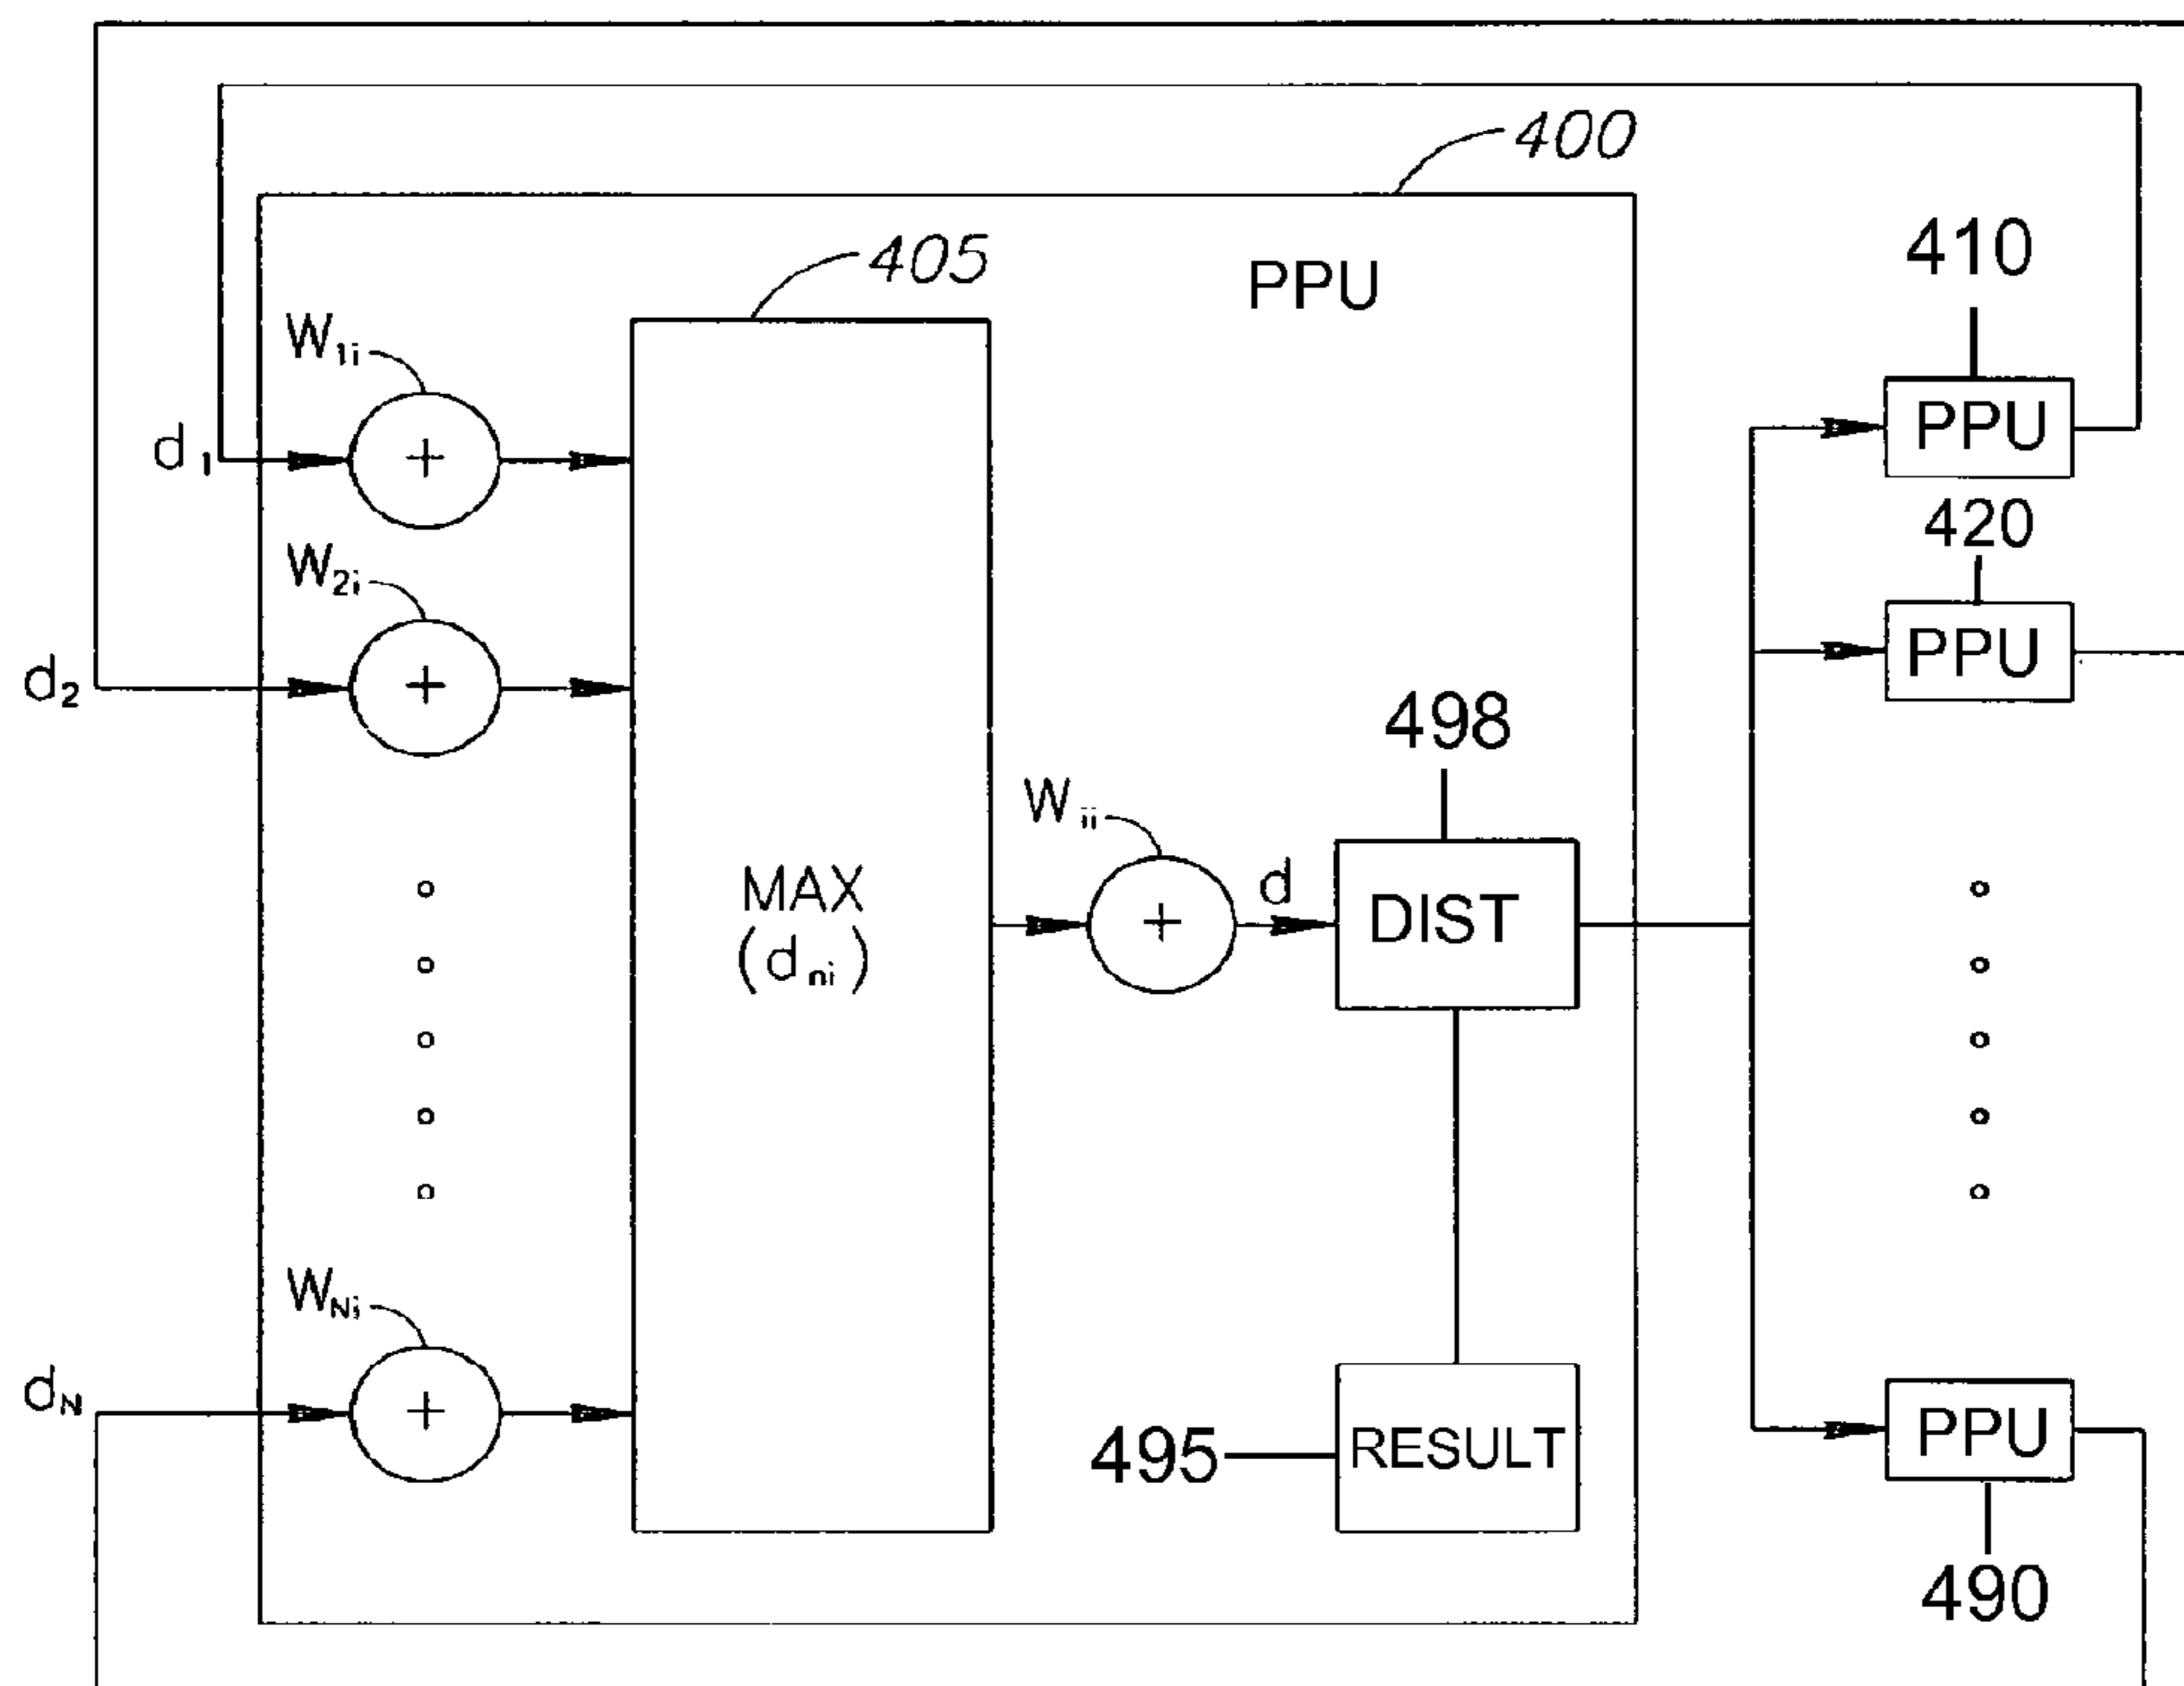 400
405
PPU
410
W1i
+
d1
PPU
420
W2i
+
d2
PPU
498
Wii
MAX
(dni)
+
d
DIST
WNi
+
dN
495
RESULT
PPU
490